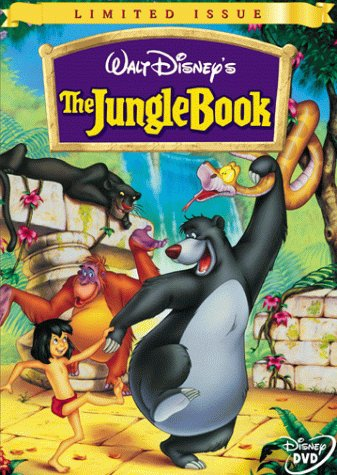 LIMITED ISSUE
WALT DISNEY'S
The JUNGLE BOOK
DISNEY
DVD